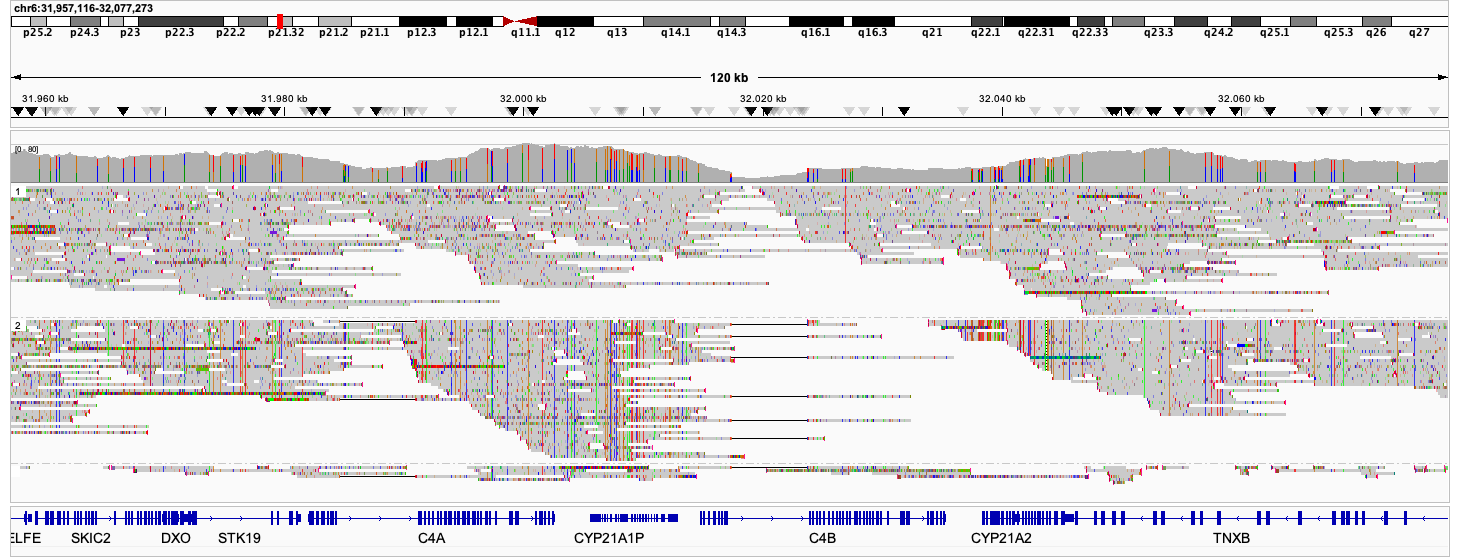 chr6:31,957,116-32,077,273
p25.2 p24.3 p23 p22.3 p22.2 p21.32 p21.2 p21.1 p12.3 p12.1 q11.1 q12 q13 q14.1 q14.3 q16.1 q16.3 q21 q22.1 q22.31 q22.33 q23.3 q24.2 q25.1 q25.3 q26 q27
120 kb
31.960 kb 31.980 kb 32.000 kb 32.020 kb 32.040 kb 32.060 kb
[0 - 80]
1
2
ELFE SKIC2 DXO STK19 C4A CYP21A1P C4B CYP21A2 TNXB